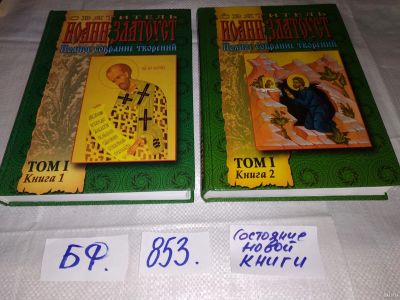 СВЯТИТЕЛЬ
ИОАНН ЗЛАТОУСТ
Полное собрание творений
ТОМ I
Книга 1
СВЯТИТЕЛЬ
ИОАНН ЗЛАТОУСТ
Полное собрание творений
ТОМ I
Книга 2
БФ.
853.
Состояние
новой
книги